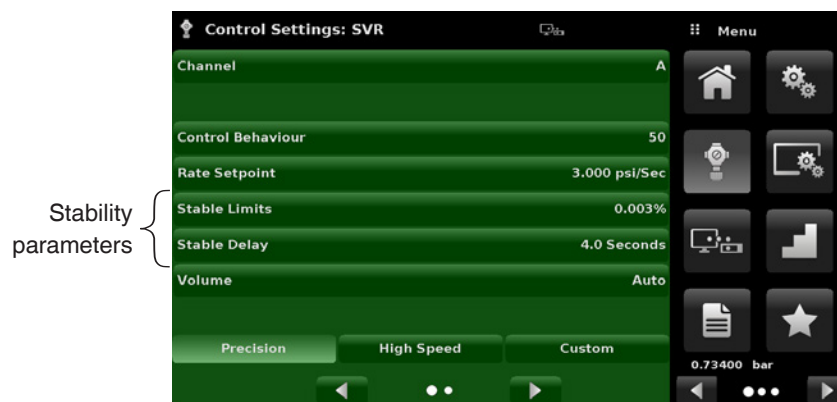 Control Settings: SVR
Menu
Channel A
Control Behaviour 50
Rate Setpoint 3.000 psi/Sec
Stability parameters
Stable Limits 0.003%
Stable Delay 4.0 Seconds
Volume Auto
Precision High Speed Custom
0.73400 bar